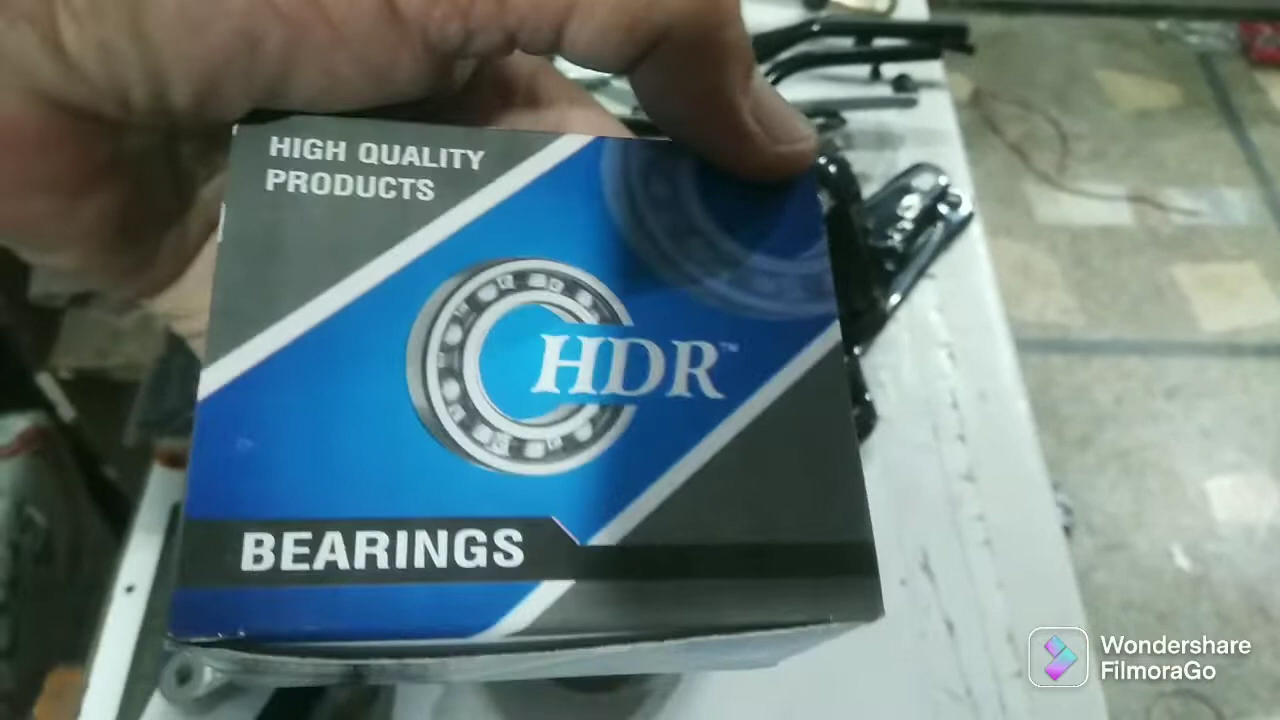 HIGH QUALITY
PRODUCTS
HDR™
BEARINGS
Wondershare
FilmoraGo